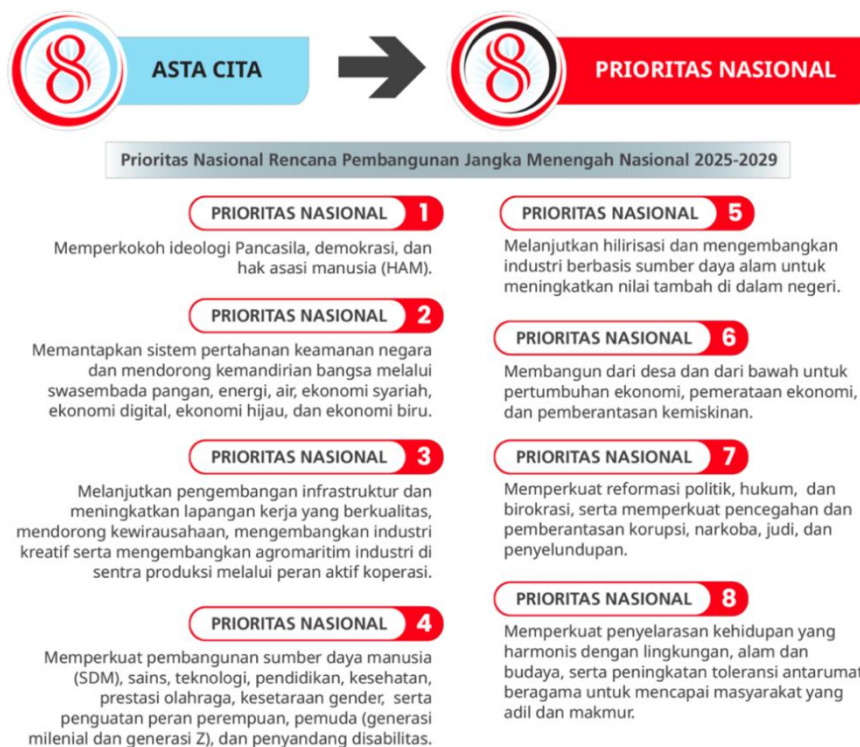 8 ASTA CITA
8 PRIORITAS NASIONAL
Prioritas Nasional Rencana Pembangunan Jangka Menengah Nasional 2025-2029
PRIORITAS NASIONAL 1
Memperkokoh ideologi Pancasila, demokrasi, dan
hak asasi manusia (HAM).
PRIORITAS NASIONAL 2
Memantapkan sistem pertahanan keamanan negara
dan mendorong kemandirian bangsa melalui
swasembada pangan, energi, air, ekonomi syariah,
ekonomi digital, ekonomi hijau, dan ekonomi biru.
PRIORITAS NASIONAL 3
Melanjutkan pengembangan infrastruktur dan
meningkatkan lapangan kerja yang berkualitas,
mendorong kewirausahaan, mengembangkan industri
kreatif serta mengembangkan agromaritim industri di
sentra produksi melalui peran aktif koperasi.
PRIORITAS NASIONAL 4
Memperkuat pembangunan sumber daya manusia
(SDM), sains, teknologi, pendidikan, kesehatan,
prestasi olahraga, kesetaraan gender, serta
penguatan peran perempuan, pemuda (generasi
milenial dan generasi Z), dan penyandang disabilitas.
PRIORITAS NASIONAL 5
Melanjutkan hilirisasi dan mengembangkan
industri berbasis sumber daya alam untuk
meningkatkan nilai tambah di dalam negeri.
PRIORITAS NASIONAL 6
Membangun dari desa dan dari bawah untuk
pertumbuhan ekonomi, pemerataan ekonomi,
dan pemberantasan kemiskinan.
PRIORITAS NASIONAL 7
Memperkuat reformasi politik, hukum, dan
birokrasi, serta memperkuat pencegahan dan
pemberantasan korupsi, narkoba, judi, dan
penyelundupan.
PRIORITAS NASIONAL 8
Memperkuat penyelarasan kehidupan yang
harmonis dengan lingkungan, alam dan
budaya, serta peningkatan toleransi antarumat
beragama untuk mencapai masyarakat yang
adil dan makmur.